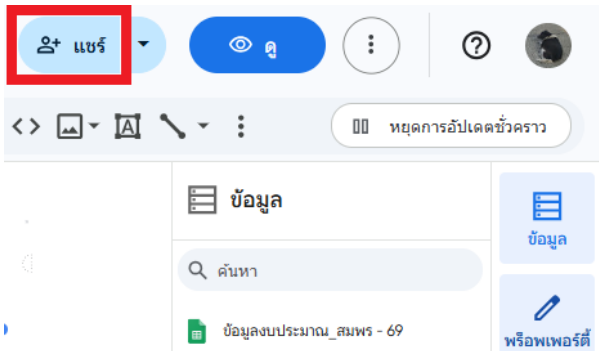 แชร์
ดู
หยุดการอัปเดตชั่วคราว
ข้อมูล
ข้อมูล
ค้นหา
ข้อมูลงบประมาณ_สมพร - 69
พร็อพเพอร์ตี้